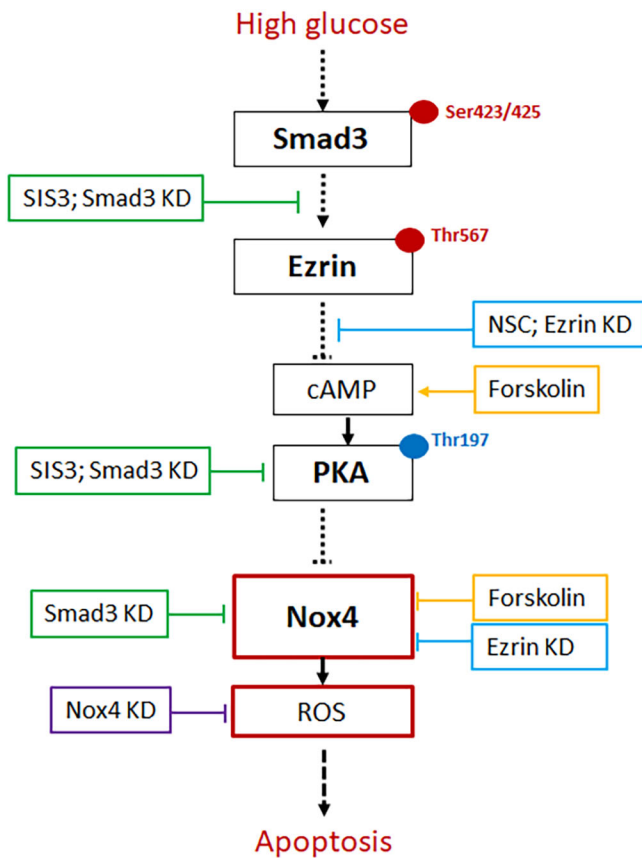 High glucose
Ser423/425
Smad3
SIS3; Smad3 KD
Thr567
Ezrin
NSC; Ezrin KD
cAMP
Forskolin
Thr197
SIS3; Smad3 KD
PKA
Smad3 KD
Nox4
Forskolin
Ezrin KD
Nox4 KD
ROS
Apoptosis